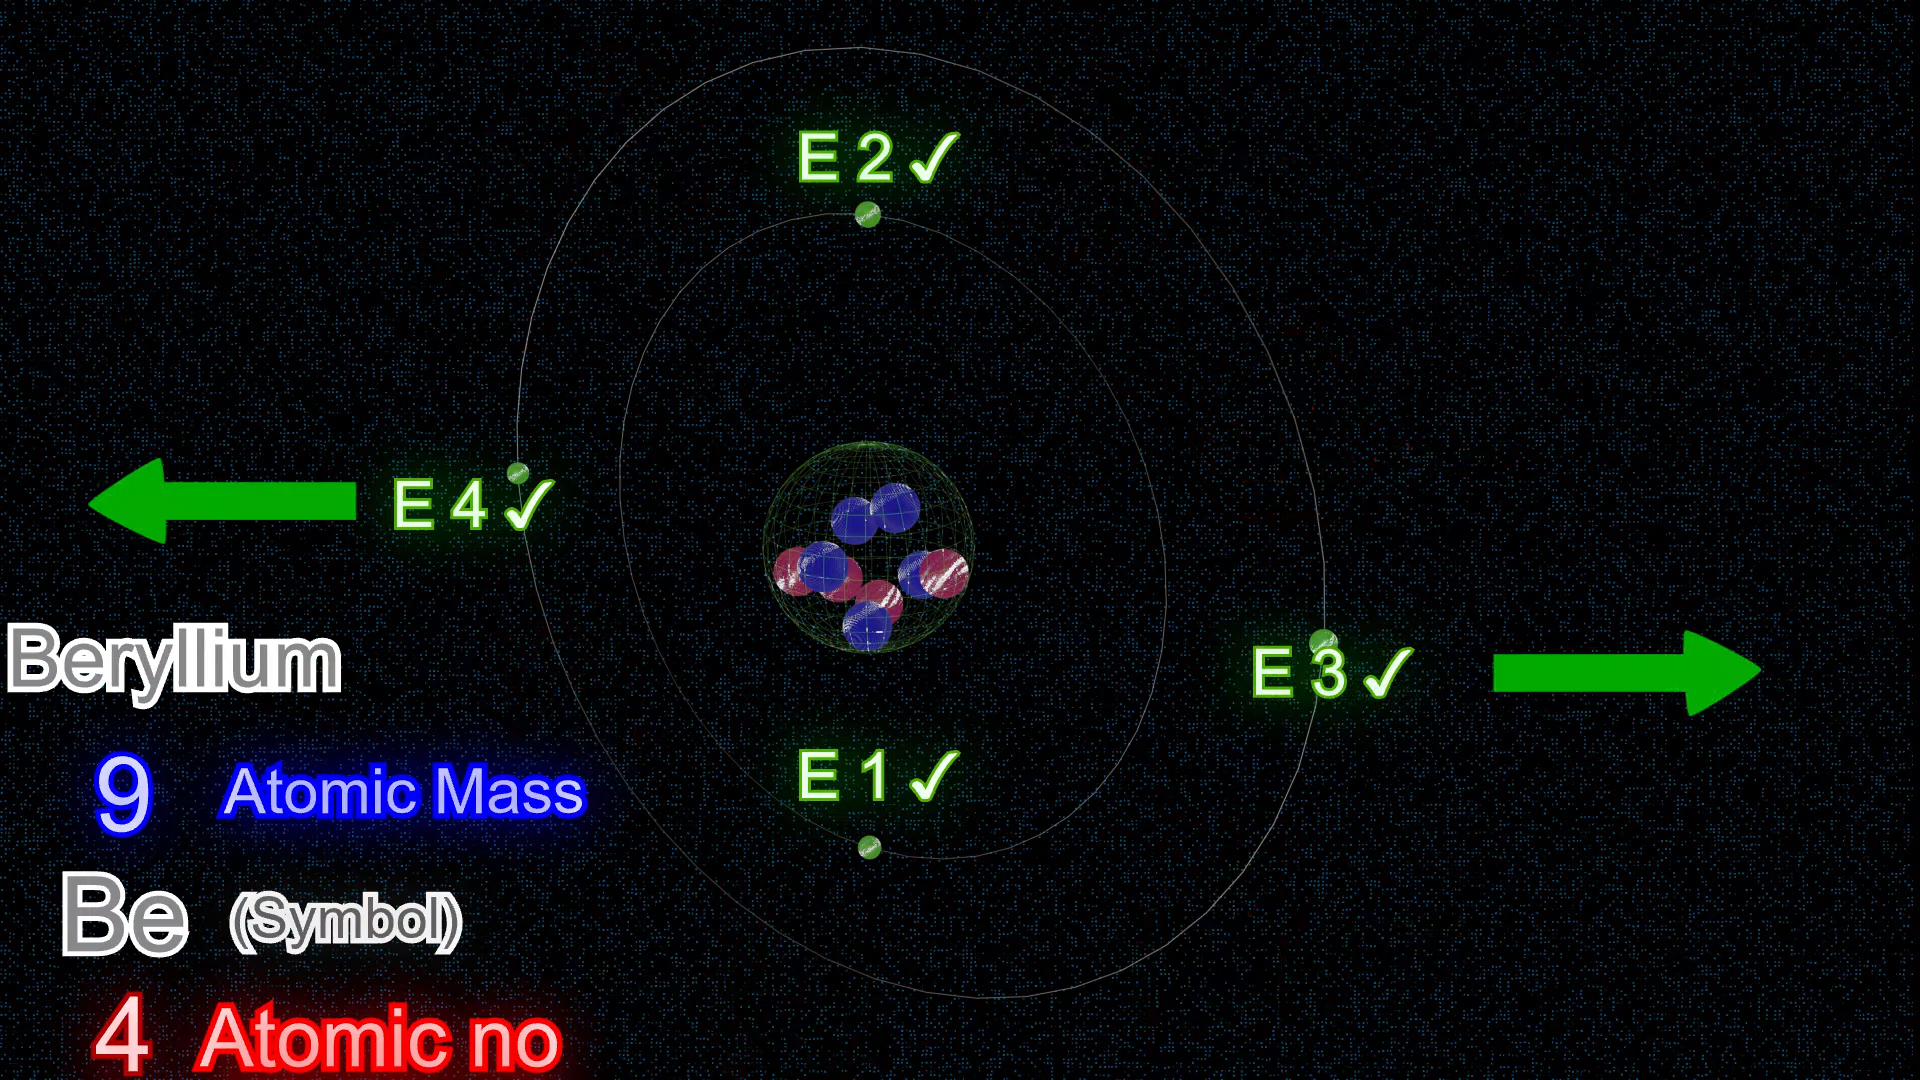 E 2 ✓
E 4 ✓
E 3 ✓
E 1 ✓
Beryllium
9 Atomic Mass
Be (Symbol)
4 Atomic no